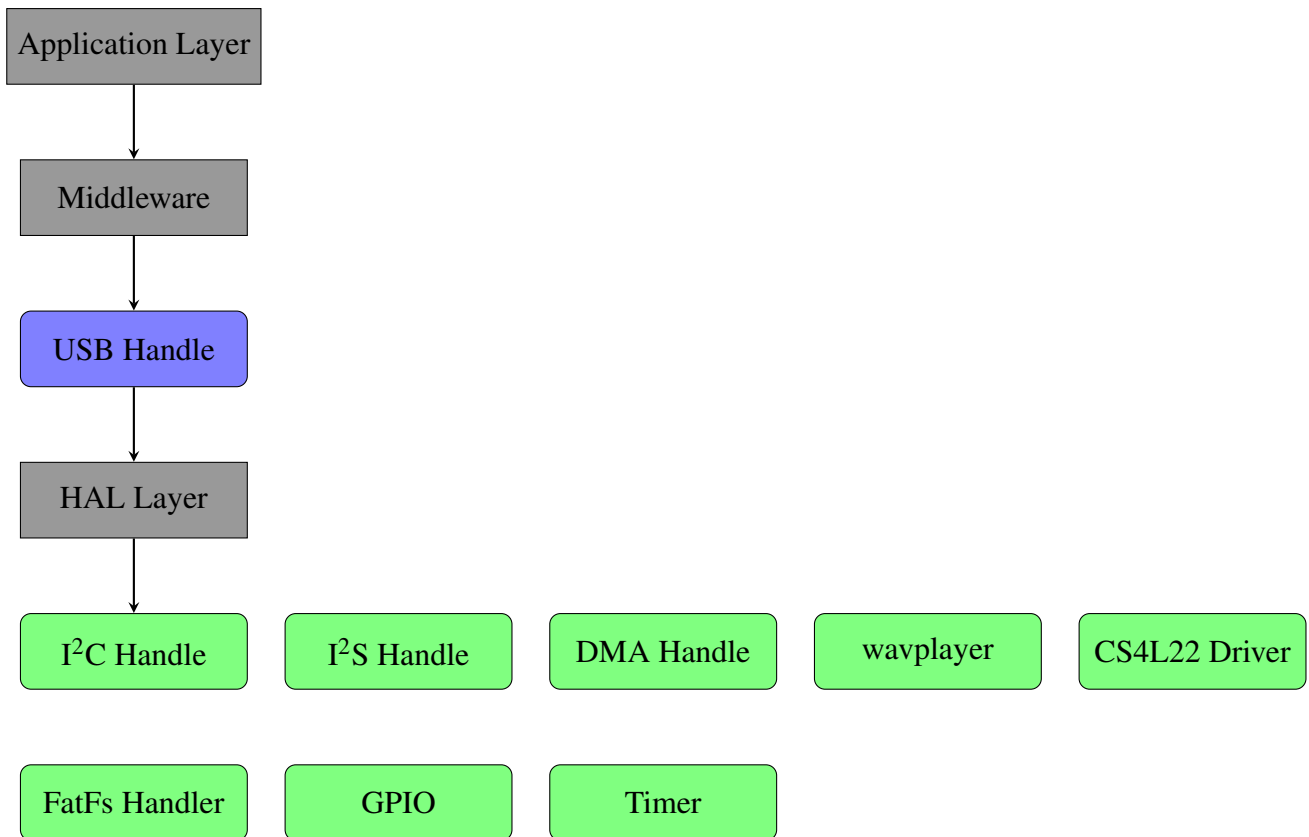 Application Layer
Middleware
USB Handle
HAL Layer
I²C Handle
I²S Handle
DMA Handle
wavplayer
CS4L22 Driver
FatFs Handler
GPIO
Timer